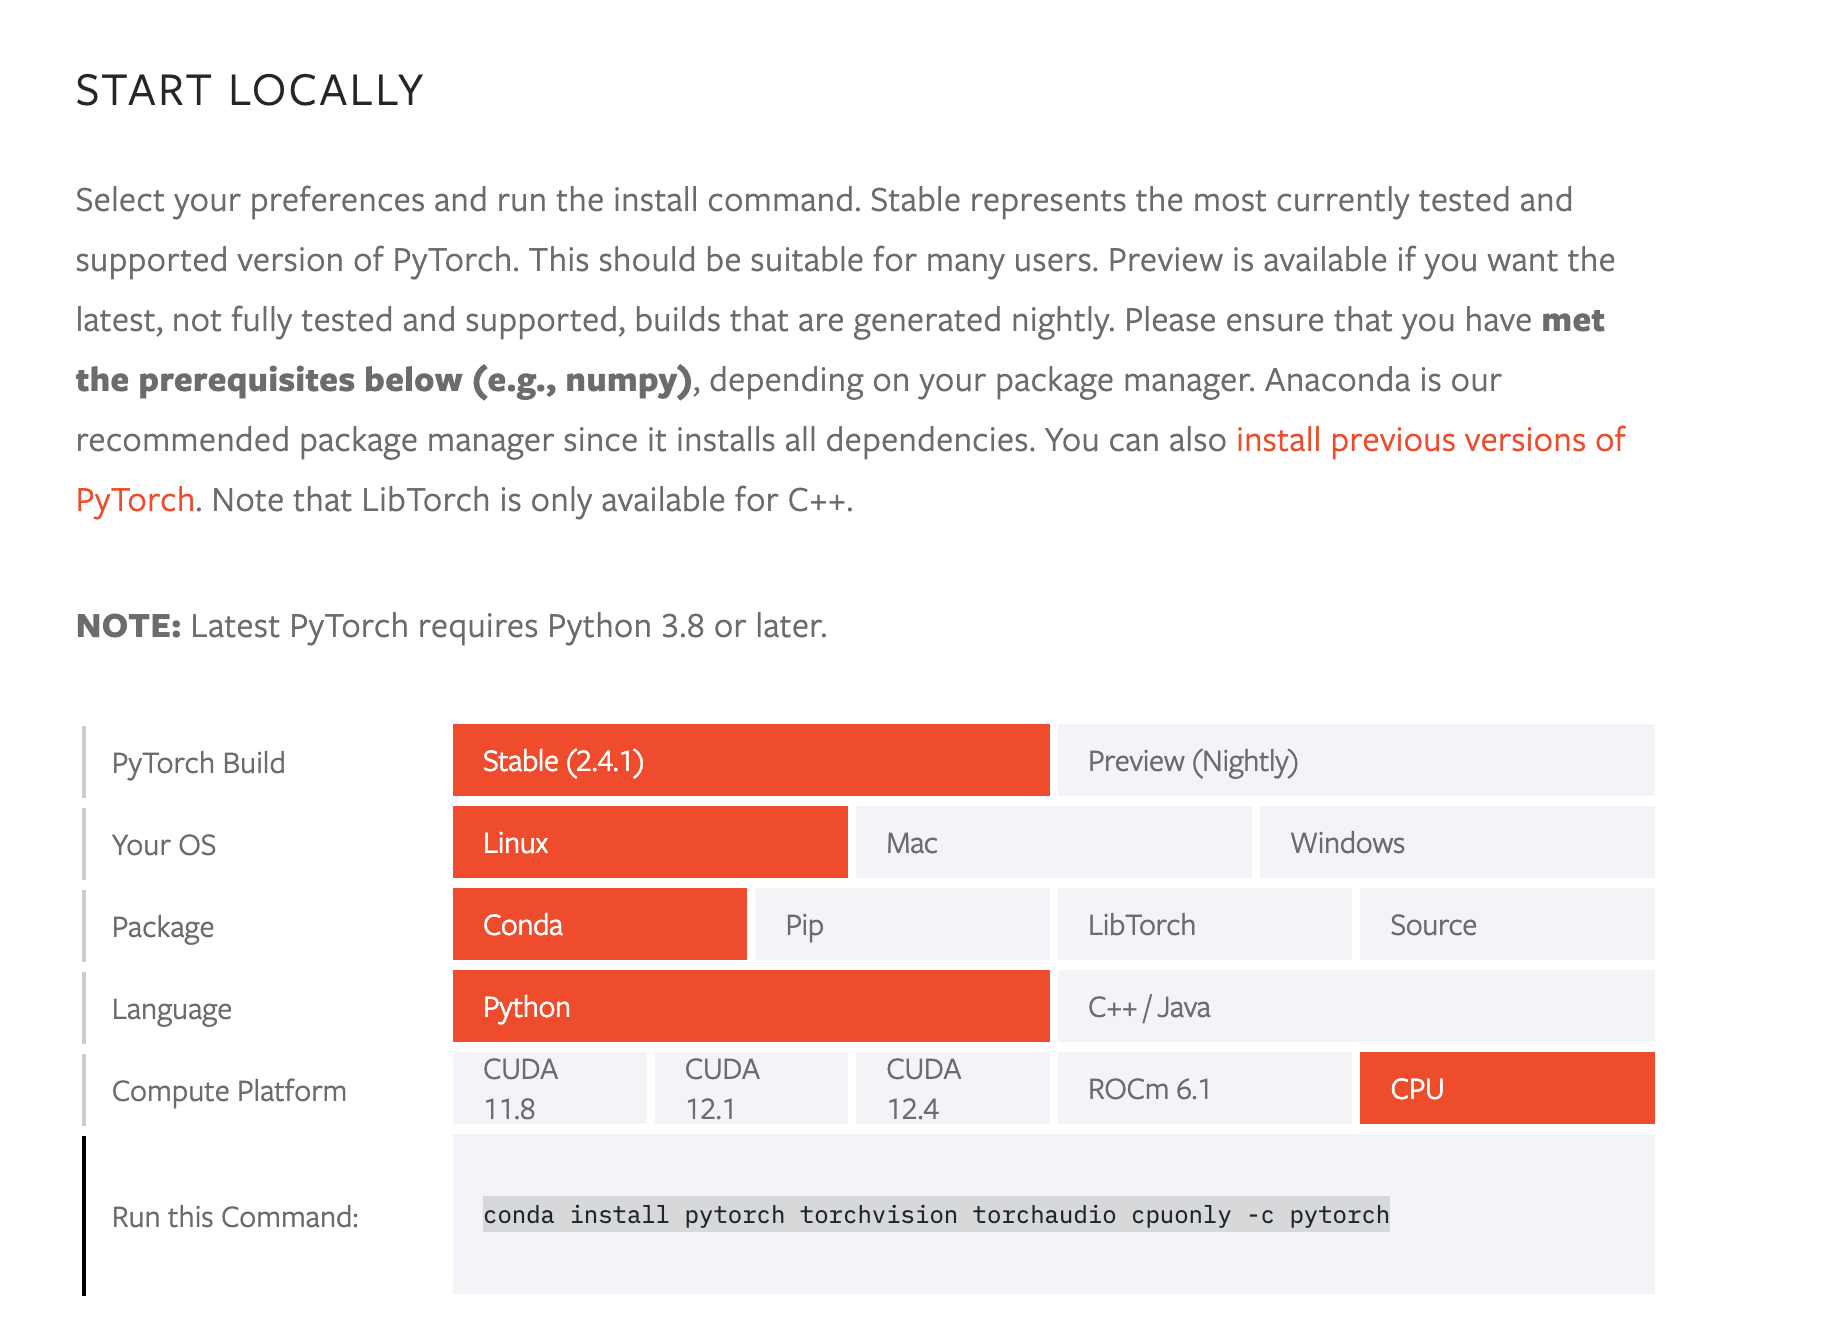 START LOCALLY
Select your preferences and run the install command. Stable represents the most currently tested and
supported version of PyTorch. This should be suitable for many users. Preview is available if you want the
latest, not fully tested and supported, builds that are generated nightly. Please ensure that you have met
the prerequisites below (e.g., numpy), depending on your package manager. Anaconda is our
recommended package manager since it installs all dependencies. You can also install previous versions of
PyTorch. Note that LibTorch is only available for C++.
NOTE: Latest PyTorch requires Python 3.8 or later.
PyTorch Build
Stable (2.4.1)
Preview (Nightly)
Your OS
Linux
Mac
Windows
Package
Conda
Pip
LibTorch
Source
Language
Python
C++ / Java
Compute Platform
CUDA
11.8
CUDA
12.1
CUDA
12.4
ROCm 6.1
CPU
Run this Command:
conda install pytorch torchvision torchaudio cpuonly -c pytorch